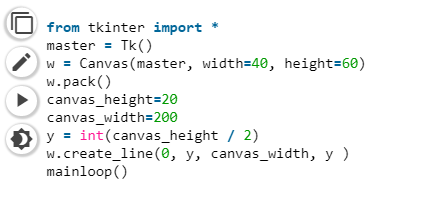 from tkinter import *
master = Tk()
w = Canvas(master, width=40, height=60)
w.pack()
canvas_height=20
canvas_width=200
y = int(canvas_height / 2)
w.create_line(0, y, canvas_width, y )
mainloop()